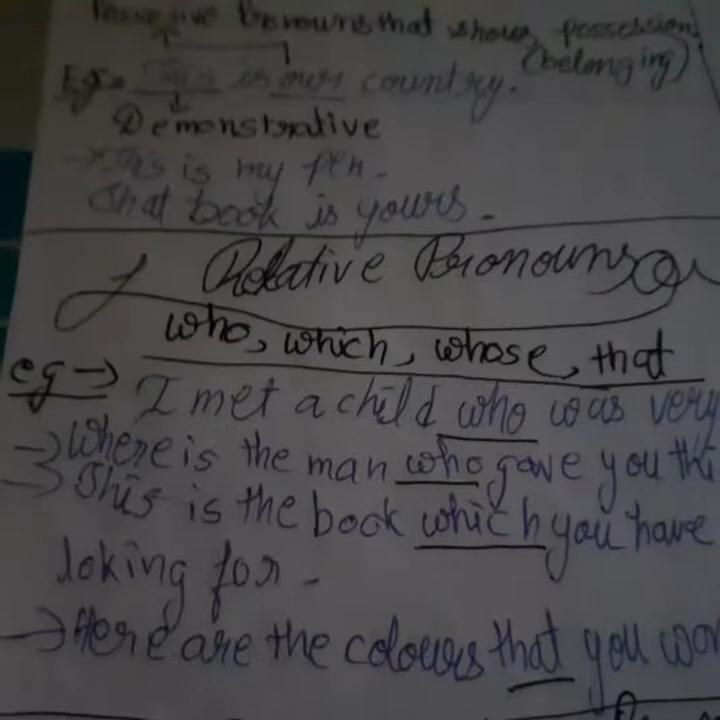 Pronouns that shows possession
(belonging)
Eg. This is our country.
Demonstrative
→ This is my pen.
That book is yours.
Relative Pronouns
who, which, whose, that
eg → I met a child who was very
→ Where is the man who gave you
→ This is the book which you have
loking for.
→ Here are the colours that you